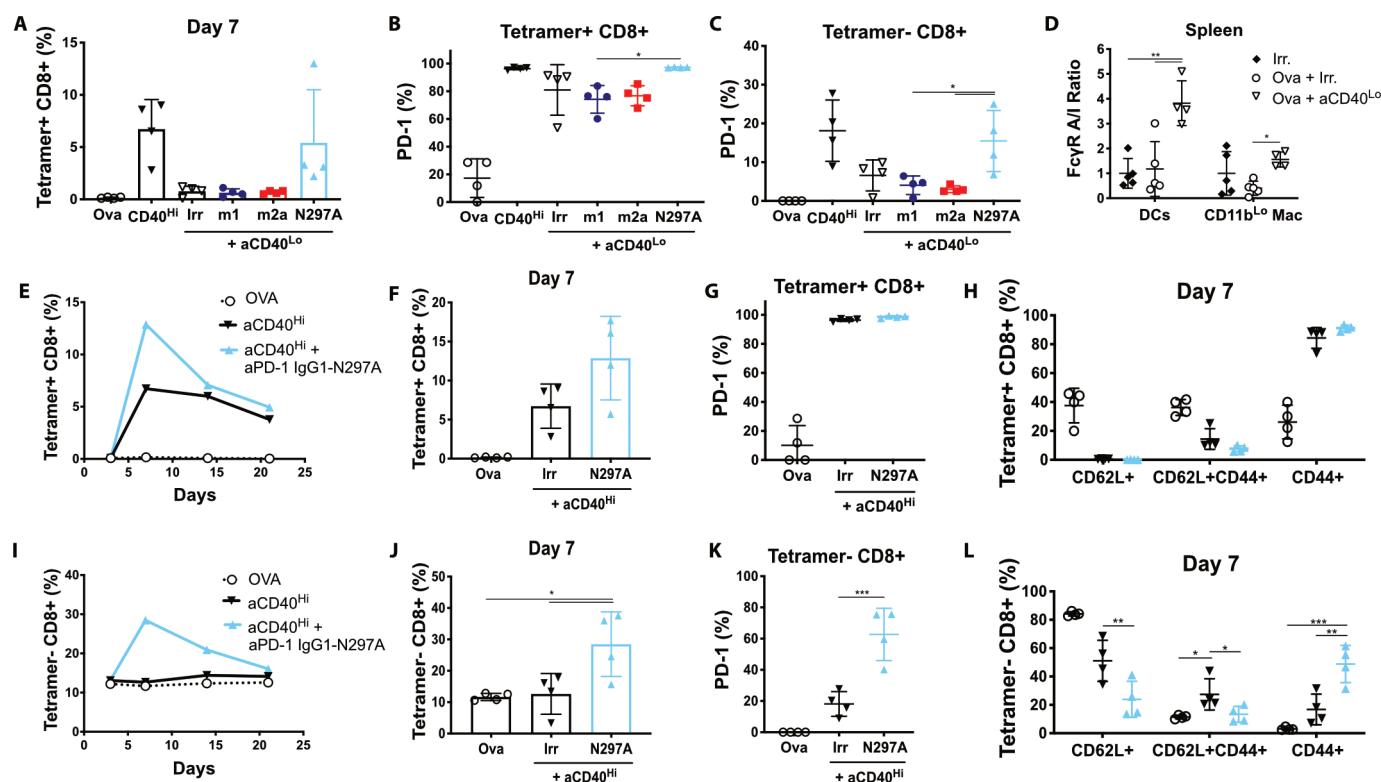 A
Day 7
Tetramer+ CD8+ (%)
15
10
5
0
Ova CD40Hi Irr m1 m2a N297A
+ aCD40Lo
B
Tetramer+ CD8+
PD-1 (%)
100
80
60
40
20
0
*
Ova CD40Hi Irr m1 m2a N297A
+ aCD40Lo
C
Tetramer- CD8+
PD-1 (%)
40
30
20
10
0
*
Ova CD40Hi Irr m1 m2a N297A
+ aCD40Lo
D
Spleen
FcγR A/I Ratio
6
5
4
3
2
1
0
**
*
DCs CD11bLo Mac
Irr.
Ova + Irr.
Ova + aCD40Lo
E
Tetramer+ CD8+ (%)
15
10
5
0
0 5 10 15 20 25
Days
OVA
aCD40Hi
aCD40Hi +
aPD-1 IgG1-N297A
F
Day 7
Tetramer+ CD8+ (%)
20
15
10
5
0
Ova Irr N297A
+ aCD40Hi
G
Tetramer+ CD8+
PD-1 (%)
100
80
60
40
20
0
Ova Irr N297A
+ aCD40Hi
H
Day 7
Tetramer+ CD8+ (%)
100
80
60
40
20
0
CD62L+ CD62L+CD44+ CD44+
I
Tetramer- CD8+ (%)
40
30
20
10
0
0 5 10 15 20 25
Days
OVA
aCD40Hi
aCD40Hi +
aPD-1 IgG1-N297A
J
Day 7
Tetramer- CD8+ (%)
50
40
30
20
10
0
*
Ova Irr N297A
+ aCD40Hi
K
Tetramer- CD8+
PD-1 (%)
100
80
60
40
20
0
***
Ova Irr N297A
+ aCD40Hi
L
Day 7
Tetramer- CD8+ (%)
100
80
60
40
20
0
**
* *
***
**
CD62L+ CD62L+CD44+ CD44+